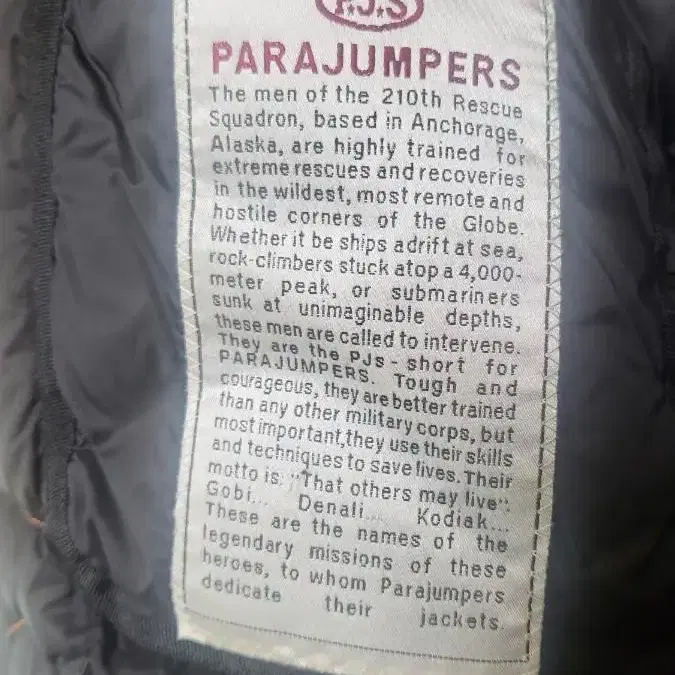 P.J.S
PARAJUMPERS
The men of the 210th Rescue
Squadron, based in Anchorage,
Alaska, are highly trained for
extreme rescues and recoveries
in the wildest, most remote and
hostile corners of the Globe.
Whether it be ships adrift at sea,
rock-climbers stuck atop a 4,000-
meter peak, or submariners
sunk at unimaginable depths,
these men are called to intervene.
They are the PJs - short for
PARAJUMPERS. Tough and
courageous, they are better trained
than any other military corps, but
most important,they use their skills
and techniques to save lives. Their
motto is: "That others may live".
Gobi... Denali... Kodiak...
These are the names of the
legendary missions of these
heroes, to whom Parajumpers
dedicate their jackets.